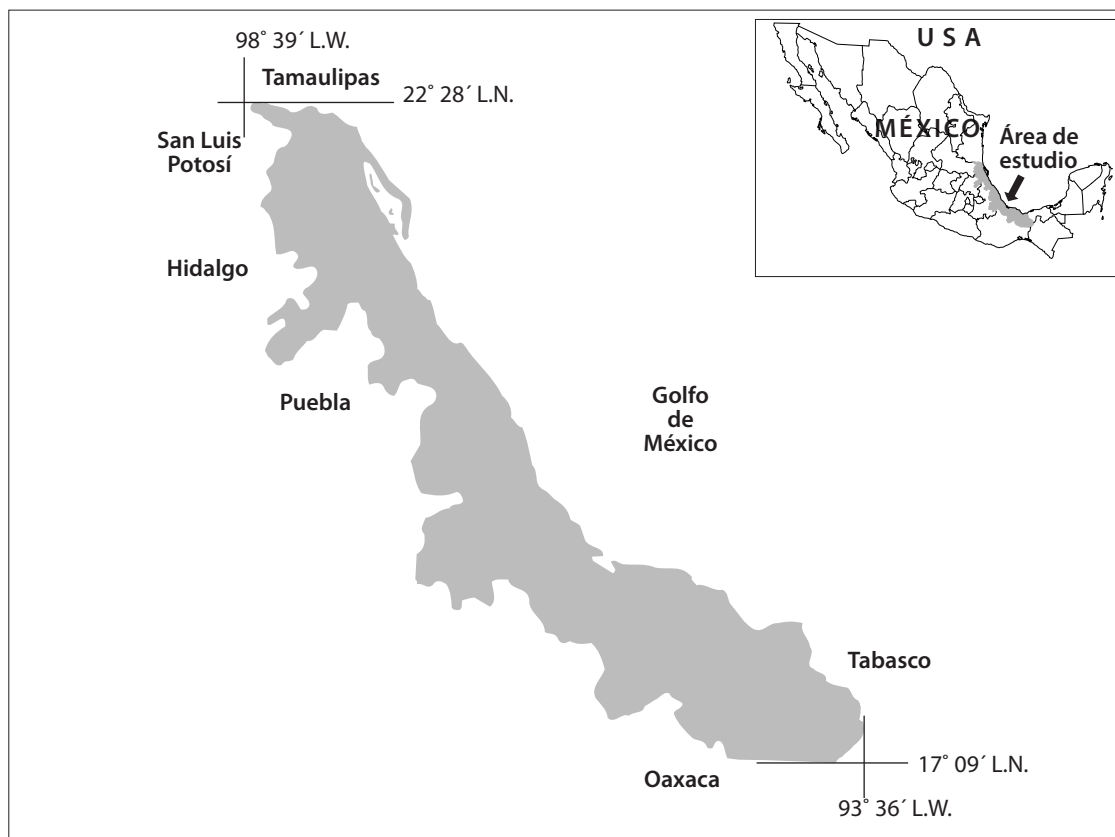 98° 39´ L.W.
Tamaulipas
22° 28´ L.N.
San Luis
Potosí
Hidalgo
Puebla
Golfo
de
México
Tabasco
Oaxaca
17° 09´ L.N.
93° 36´ L.W.
U S A
MÉXICO
Área de
estudio